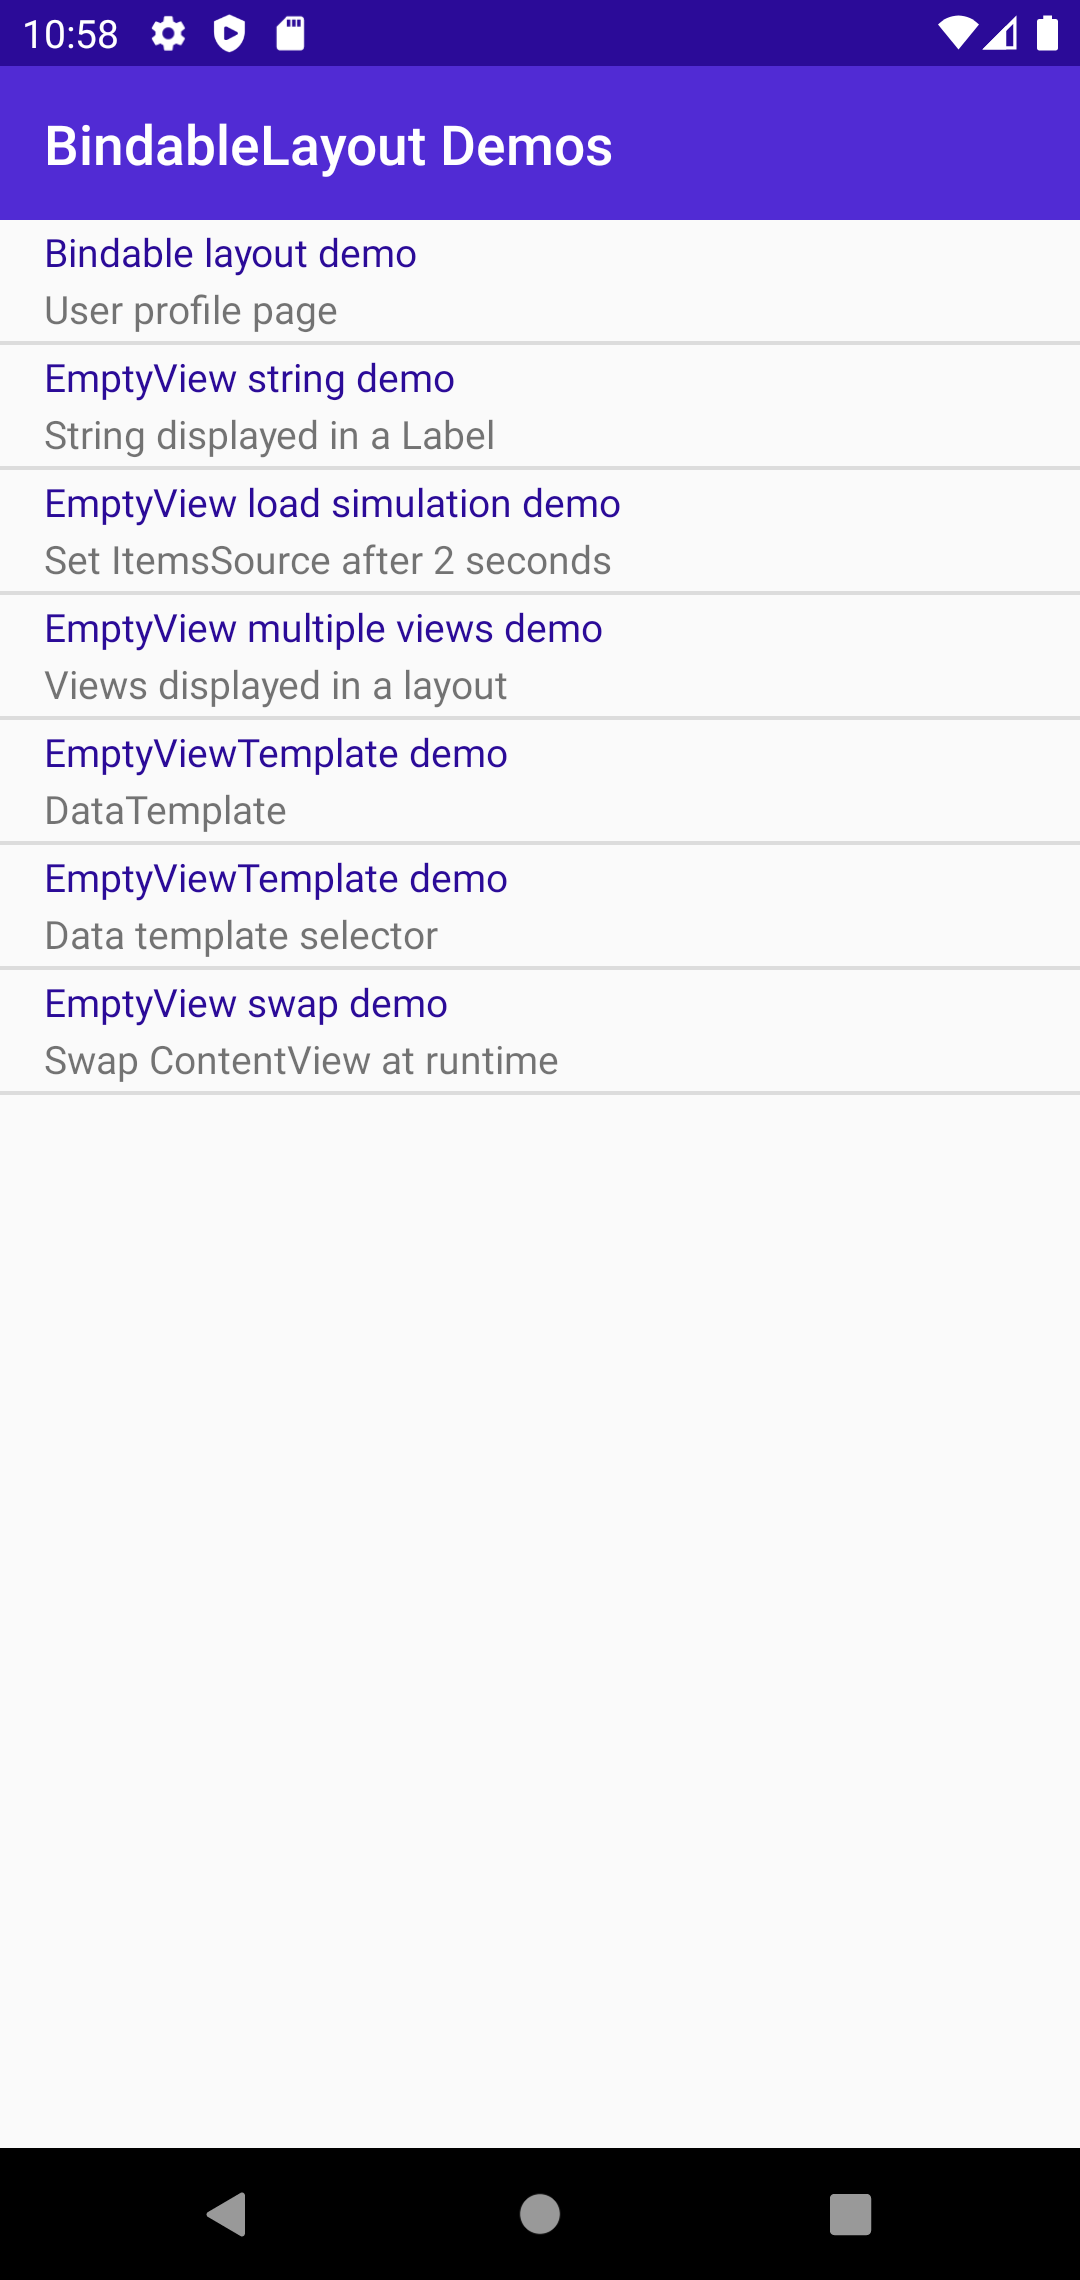 10:58
BindableLayout Demos
Bindable layout demo
User profile page
EmptyView string demo
String displayed in a Label
EmptyView load simulation demo
Set ItemsSource after 2 seconds
EmptyView multiple views demo
Views displayed in a layout
EmptyViewTemplate demo
DataTemplate
EmptyViewTemplate demo
Data template selector
EmptyView swap demo
Swap ContentView at runtime